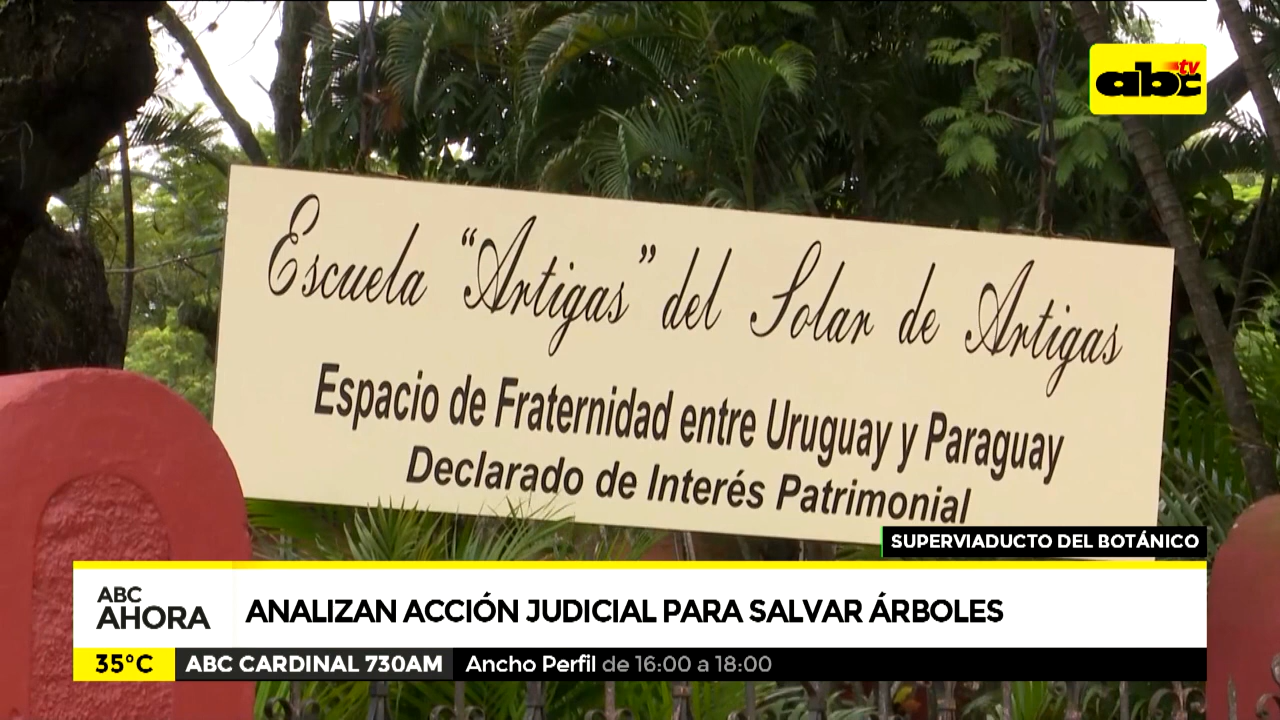 abc tv
Escuela "Artigas" del Solar de Artigas
Espacio de Fraternidad entre Uruguay y Paraguay
Declarado de Interés Patrimonial
SUPERVIADUCTO DEL BOTÁNICO
ABC
AHORA
ANALIZAN ACCIÓN JUDICIAL PARA SALVAR ÁRBOLES
35°C ABC CARDINAL 730AM Ancho Perfil de 16:00 a 18:00